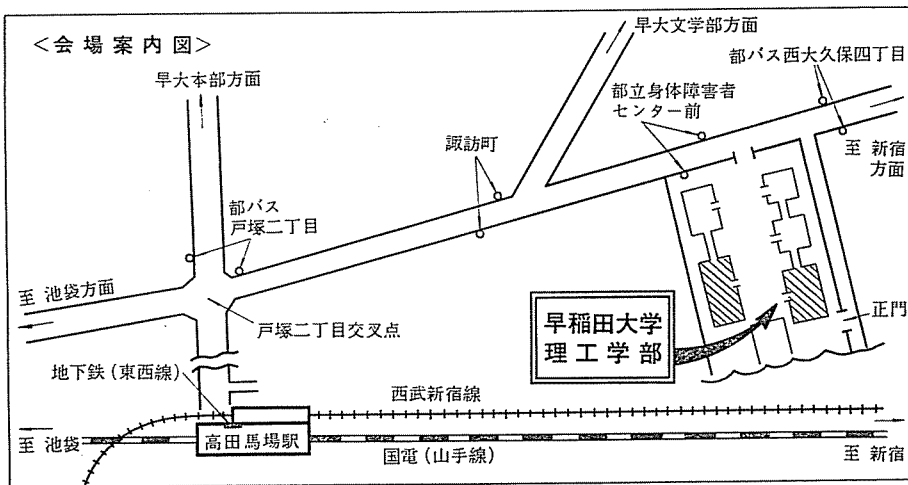 <会場案内図>
早大文学部方面
早大本部方面
都バス西大久保四丁目
都立身体障害者
センター前
諏訪町
至 新宿
方面
都バス
戸塚二丁目
至 池袋方面
戸塚二丁目交叉点
早稲田大学
理工学部
正門
地下鉄(東西線)
西武新宿線
至 池袋
高田馬場駅
国電(山手線)
至 新宿